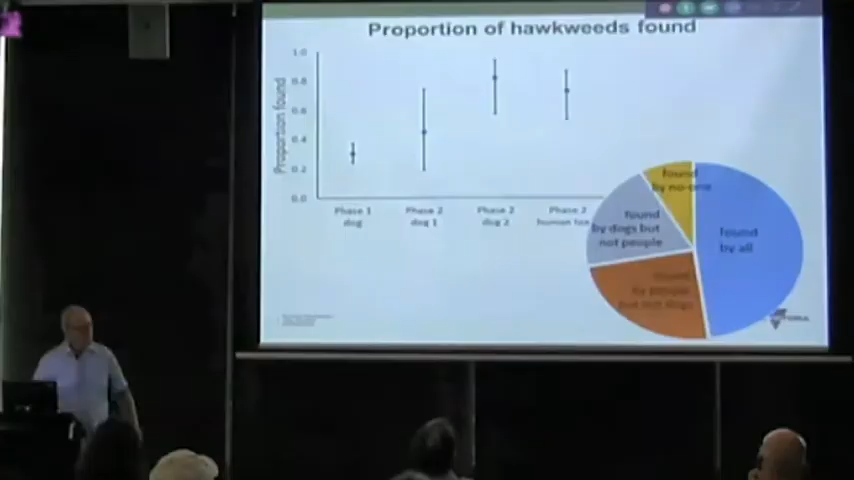 Proportion of hawkweeds found
Proportion found
1.0
0.8
0.6
0.4
0.2
0.0
Phase 1
dog
Phase 2
dog 1
Phase 2
dog 2
Phase 2
human
found
by no-one
found
by dogs but
not people
found
by all
found
by people
but not dogs